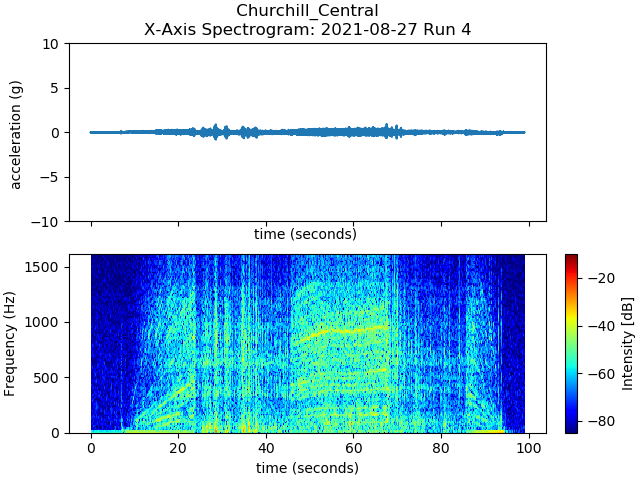 Churchill_Central
X-Axis Spectrogram: 2021-08-27 Run 4
10
5
0
−5
−10
acceleration (g)
time (seconds)
1500
1000
500
0
Frequency (Hz)
0 20 40 60 80 100
time (seconds)
−20
−40
−60
−80
Intensity [dB]